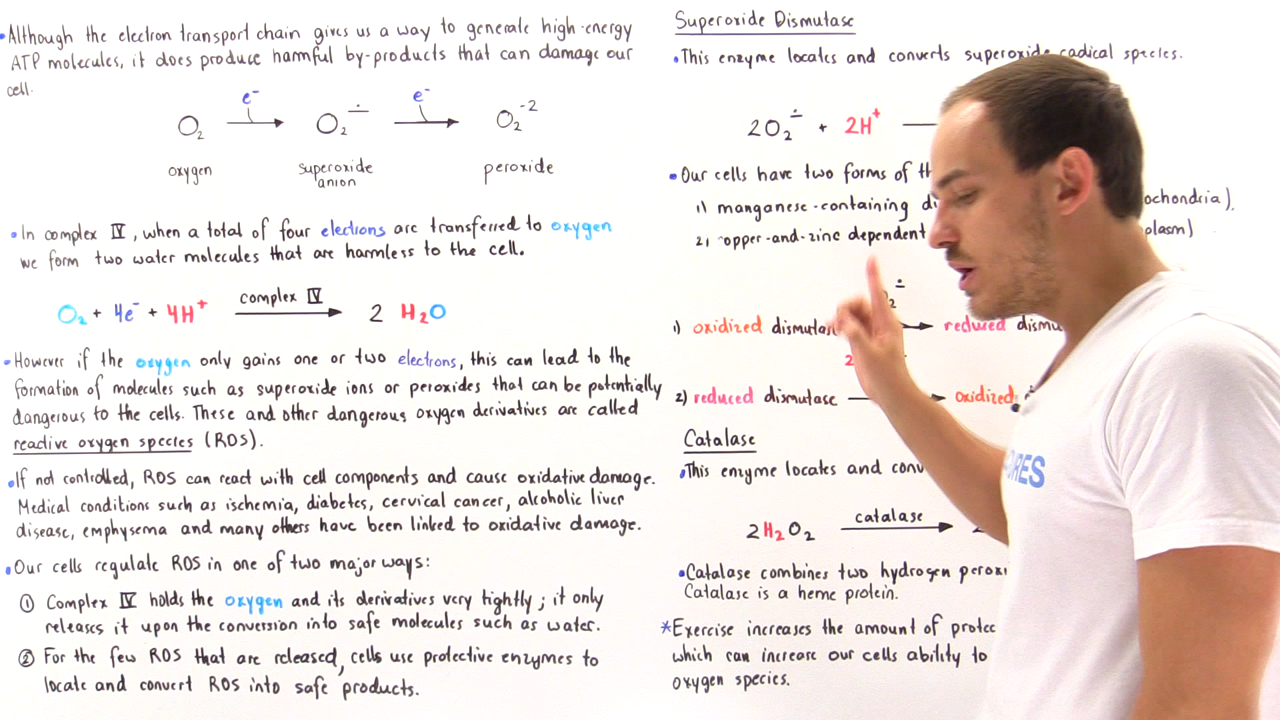 •Although the electron transport chain gives us a way to generate high-energy
ATP molecules, it does produce harmful by-products that can damage our
cell.
e⁻ e⁻
O₂ → O₂∸ → O₂⁻²
oxygen superoxide anion peroxide
•In complex IV, when a total of four electrons are transferred to oxygen
we form two water molecules that are harmless to the cell.
complex IV
O₂ + 4e⁻ + 4H⁺ → 2 H₂O
•However if the oxygen only gains one or two electrons, this can lead to the
formation of molecules such as superoxide ions or peroxides that can be potentially
dangerous to the cells. These and other dangerous oxygen derivatives are called
reactive oxygen species (ROS).
•If not controlled, ROS can react with cell components and cause oxidative damage.
Medical conditions such as ischemia, diabetes, cervical cancer, alcoholic liver
disease, emphysema and many others have been linked to oxidative damage.
•Our cells regulate ROS in one of two major ways:
① Complex IV holds the oxygen and its derivatives very tightly; it only
releases it upon the conversion into safe molecules such as water.
② For the few ROS that are released, cells use protective enzymes to
locate and convert ROS into safe products.
Superoxide Dismutase
•This enzyme locates and converts superoxide radical species.
2O₂∸ + 2H⁺
•Our cells have two forms of th
1) manganese-containing di ochondria).
2) opper-and-zinc dependent plasm)
₂∸
1) oxidized dismutas → reduced dismu
2
2) reduced dismutase → oxidized
Catalase
•This enzyme locates and conv
catalase
2H₂O₂ →
•Catalase combines two hydrogen peroxi
Catalase is a heme protein.
*Exercise increases the amount of protec
which can increase our cells ability to
oxygen species.
RES